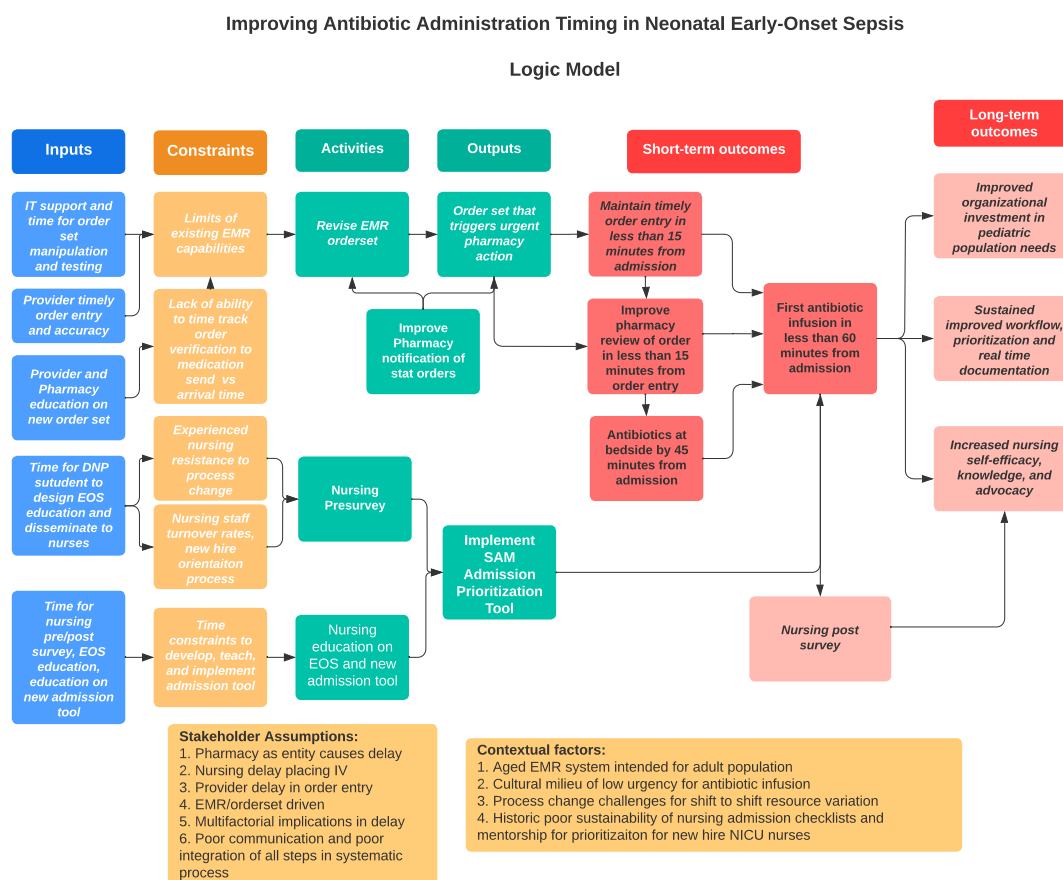 Improving Antibiotic Administration Timing in Neonatal Early-Onset Sepsis
Logic Model
Inputs
Constraints
Activities
Outputs
Short-term outcomes
Long-term
outcomes
IT support and
time for order
set
manipulation
and testing
Provider timely
order entry
and accuracy
Provider and
Pharmacy
education on
new order set
Time for DNP
sutudent to
design EOS
education and
disseminate to
nurses
Time for
nursing
pre/post
survey, EOS
education,
education on
new admission
tool
Limits of
existing EMR
capabilities
Lack of ability
to time track
order
verification to
medication
send vs
arrival time
Experienced
nursing
resistance to
process
change
Nursing staff
turnover rates,
new hire
orientaiton
process
Time
constraints to
develop, teach,
and implement
admission tool
Revise EMR
orderset
Improve
Pharmacy
notification of
stat orders
Nursing
Presurvey
Nursing
education on
EOS and new
admission tool
Order set that
triggers urgent
pharmacy
action
Implement
SAM
Admission
Prioritization
Tool
Maintain timely
order entry in
less than 15
minutes from
admission
Improve
pharmacy
review of order
in less than 15
minutes from
order entry
Antibiotics at
bedside by 45
minutes from
admission
First antibiotic
infusion in
less than 60
minutes from
admission
Nursing post
survey
Improved
organizational
investment in
pediatric
population needs
Sustained
improved workflow,
prioritization and
real time
documentation
Increased nursing
self-efficacy,
knowledge, and
advocacy
Stakeholder Assumptions:
1. Pharmacy as entity causes delay
2. Nursing delay placing IV
3. Provider delay in order entry
4. EMR/orderset driven
5. Multifactorial implications in delay
6. Poor communication and poor
integration of all steps in systematic
process
Contextual factors:
1. Aged EMR system intended for adult population
2. Cultural milieu of low urgency for antibiotic infusion
3. Process change challenges for shift to shift resource variation
4. Historic poor sustainability of nursing admission checklists and
mentorship for prioritizaiton for new hire NICU nurses